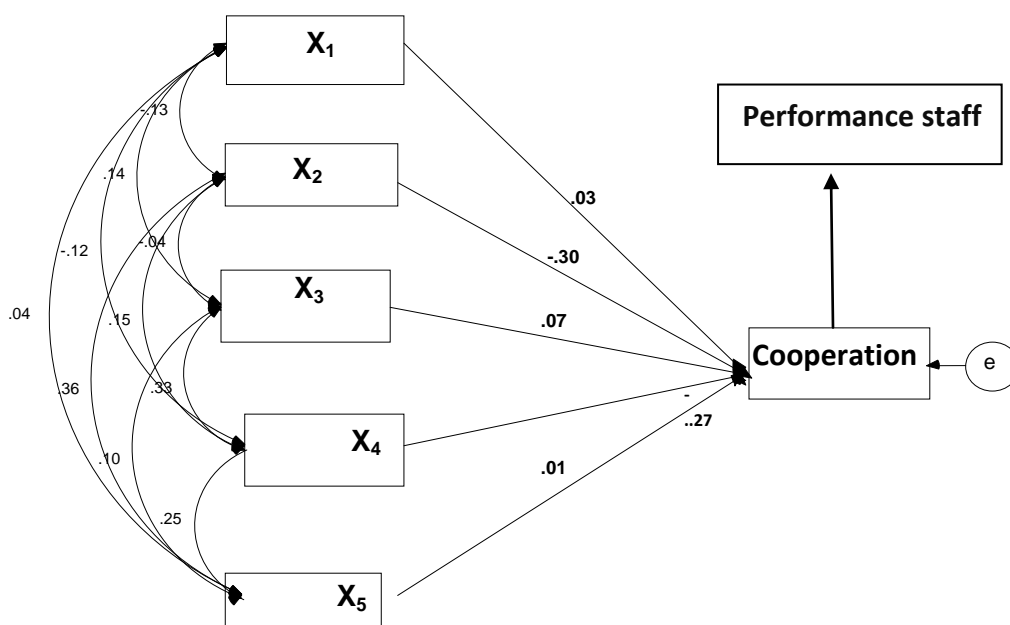 X₁
-.13
Performance staff
X₂
.14
.03
-.04
-.12
-.30
X₃
.04
.15
.07
Cooperation
e
.36
.33
-
..27
X₄
.10
.01
.25
X₅